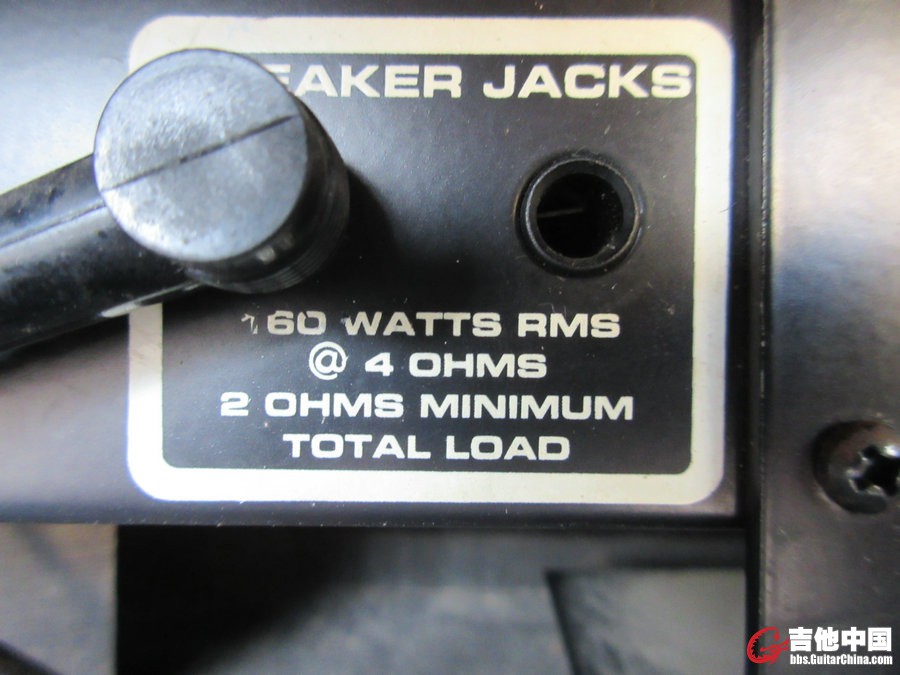 EAKER JACKS
160 WATTS RMS
@ 4 OHMS
2 OHMS MINIMUM
TOTAL LOAD
吉他中国
bbs.GuitarChina.com